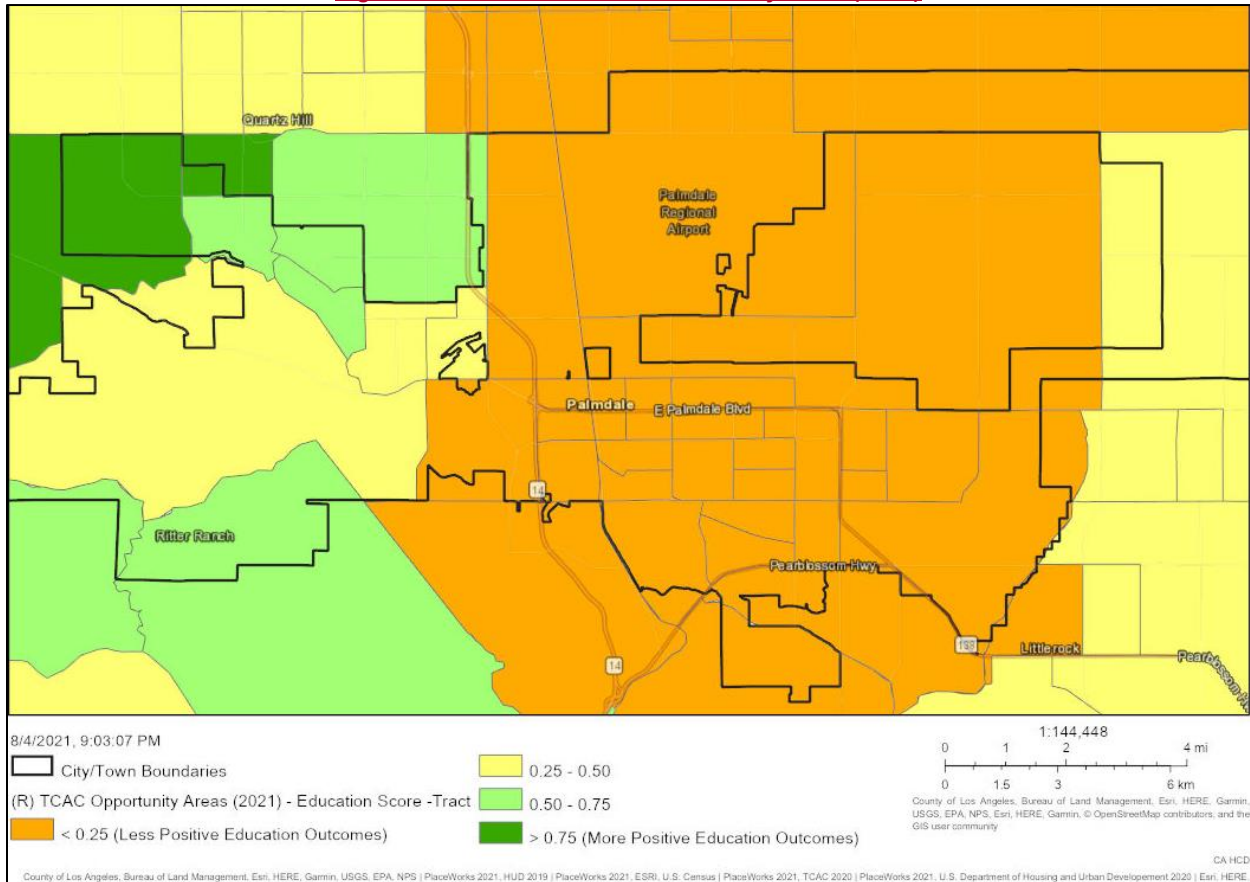 Quartz Hill
Palmdale
Regional
Airport
Palmdale
E Palmdale Blvd
14
Ritter Ranch
Pearblossom Hwy
14
138
Littlerock
Pearblossom
8/4/2021, 9:03:07 PM
City/Town Boundaries
(R) TCAC Opportunity Areas (2021) - Education Score -Tract
< 0.25 (Less Positive Education Outcomes)
0.25 - 0.50
0.50 - 0.75
> 0.75 (More Positive Education Outcomes)
1:144,448
0 1 2 4 mi
0 1.5 3 6 km
County of Los Angeles, Bureau of Land Management, Esri, HERE, Garmin,
USGS, EPA, NPS, Esri, HERE, Garmin, © OpenStreetMap contributors, and the
GIS user community
CA HCD
County of Los Angeles, Bureau of Land Management, Esri, HERE, Garmin, USGS, EPA, NPS | PlaceWorks 2021, HUD 2019 | PlaceWorks 2021, ESRI, U.S. Census | PlaceWorks 2021, TCAC 2020 | PlaceWorks 2021, U.S. Department of Housing and Urban Developement 2020 | Esri, HERE